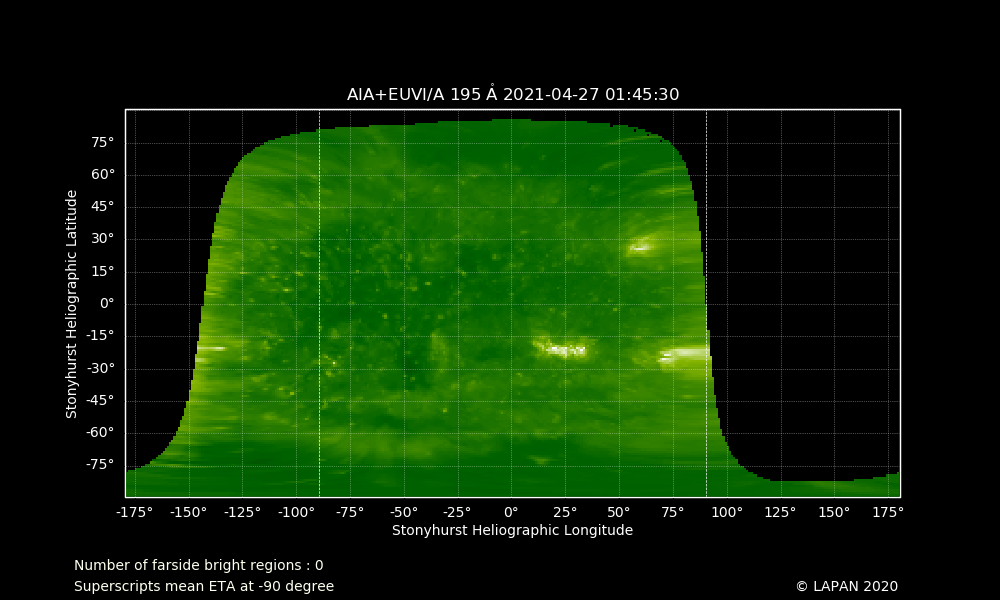 AIA+EUVI/A 195 Å 2021-04-27 01:45:30
Stonyhurst Heliographic Latitude
75°
60°
45°
30°
15°
0°
-15°
-30°
-45°
-60°
-75°
-175° -150° -125° -100° -75° -50° -25° 0° 25° 50° 75° 100° 125° 150° 175°
Stonyhurst Heliographic Longitude
Number of farside bright regions : 0
Superscripts mean ETA at -90 degree
© LAPAN 2020